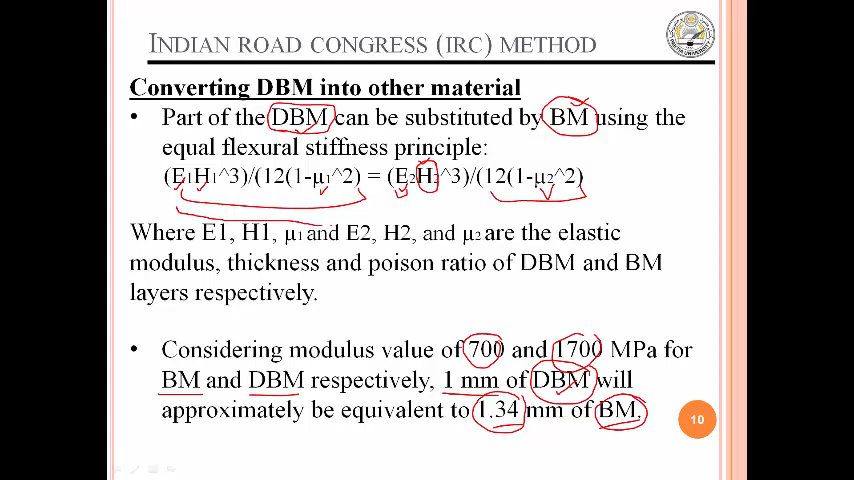 INDIAN ROAD CONGRESS (IRC) METHOD
Converting DBM into other material
• Part of the DBM can be substituted by BM using the
equal flexural stiffness principle:
(E1H1^3)/(12(1-μ1^2) = (E2H2^3)/(12(1-μ2^2)
Where E1, H1, μ1 and E2, H2, and μ2 are the elastic
modulus, thickness and poison ratio of DBM and BM
layers respectively.
• Considering modulus value of 700 and 1700 MPa for
BM and DBM respectively, 1 mm of DBM will
approximately be equivalent to 1.34 mm of BM.
10